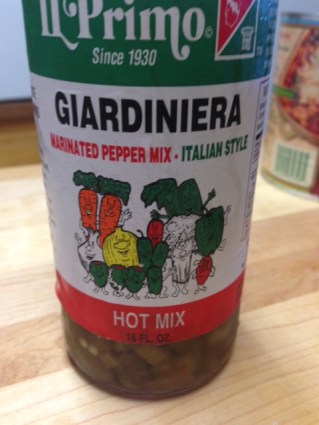 Il Primo
Since 1930
GIARDINIERA
MARINATED PEPPER MIX - ITALIAN STYLE
HOT MIX
16 FL. OZ.